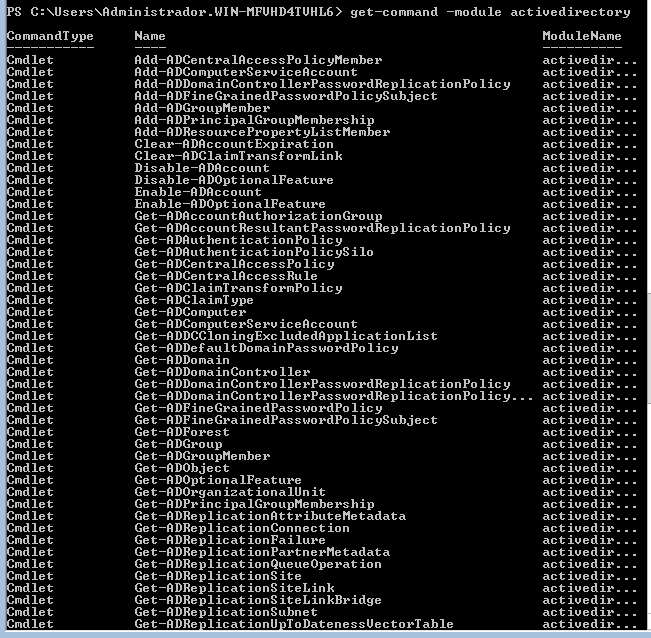 PS C:\Users\Administrador.WIN-MFVHD4TVHL6> get-command -module activedirectory
CommandType Name ModuleName
----------- ---- ----------
Cmdlet Add-ADCentralAccessPolicyMember activedir...
Cmdlet Add-ADComputerServiceAccount activedir...
Cmdlet Add-ADDomainControllerPasswordReplicationPolicy activedir...
Cmdlet Add-ADFineGrainedPasswordPolicySubject activedir...
Cmdlet Add-ADGroupMember activedir...
Cmdlet Add-ADPrincipalGroupMembership activedir...
Cmdlet Add-ADResourcePropertyListMember activedir...
Cmdlet Clear-ADAccountExpiration activedir...
Cmdlet Clear-ADClaimTransformLink activedir...
Cmdlet Disable-ADAccount activedir...
Cmdlet Disable-ADOptionalFeature activedir...
Cmdlet Enable-ADAccount activedir...
Cmdlet Enable-ADOptionalFeature activedir...
Cmdlet Get-ADAccountAuthorizationGroup activedir...
Cmdlet Get-ADAccountResultantPasswordReplicationPolicy activedir...
Cmdlet Get-ADAuthenticationPolicy activedir...
Cmdlet Get-ADAuthenticationPolicySilo activedir...
Cmdlet Get-ADCentralAccessPolicy activedir...
Cmdlet Get-ADCentralAccessRule activedir...
Cmdlet Get-ADClaimTransformPolicy activedir...
Cmdlet Get-ADClaimType activedir...
Cmdlet Get-ADComputer activedir...
Cmdlet Get-ADComputerServiceAccount activedir...
Cmdlet Get-ADDCCloningExcludedApplicationList activedir...
Cmdlet Get-ADDefaultDomainPasswordPolicy activedir...
Cmdlet Get-ADDomain activedir...
Cmdlet Get-ADDomainController activedir...
Cmdlet Get-ADDomainControllerPasswordReplicationPolicy activedir...
Cmdlet Get-ADDomainControllerPasswordReplicationPolicy... activedir...
Cmdlet Get-ADFineGrainedPasswordPolicy activedir...
Cmdlet Get-ADFineGrainedPasswordPolicySubject activedir...
Cmdlet Get-ADForest activedir...
Cmdlet Get-ADGroup activedir...
Cmdlet Get-ADGroupMember activedir...
Cmdlet Get-ADObject activedir...
Cmdlet Get-ADOptionalFeature activedir...
Cmdlet Get-ADOrganizationalUnit activedir...
Cmdlet Get-ADPrincipalGroupMembership activedir...
Cmdlet Get-ADReplicationAttributeMetadata activedir...
Cmdlet Get-ADReplicationConnection activedir...
Cmdlet Get-ADReplicationFailure activedir...
Cmdlet Get-ADReplicationPartnerMetadata activedir...
Cmdlet Get-ADReplicationQueueOperation activedir...
Cmdlet Get-ADReplicationSite activedir...
Cmdlet Get-ADReplicationSiteLink activedir...
Cmdlet Get-ADReplicationSiteLinkBridge activedir...
Cmdlet Get-ADReplicationSubnet activedir...
Cmdlet Get-ADReplicationUpToDatenessVectorTable activedir...